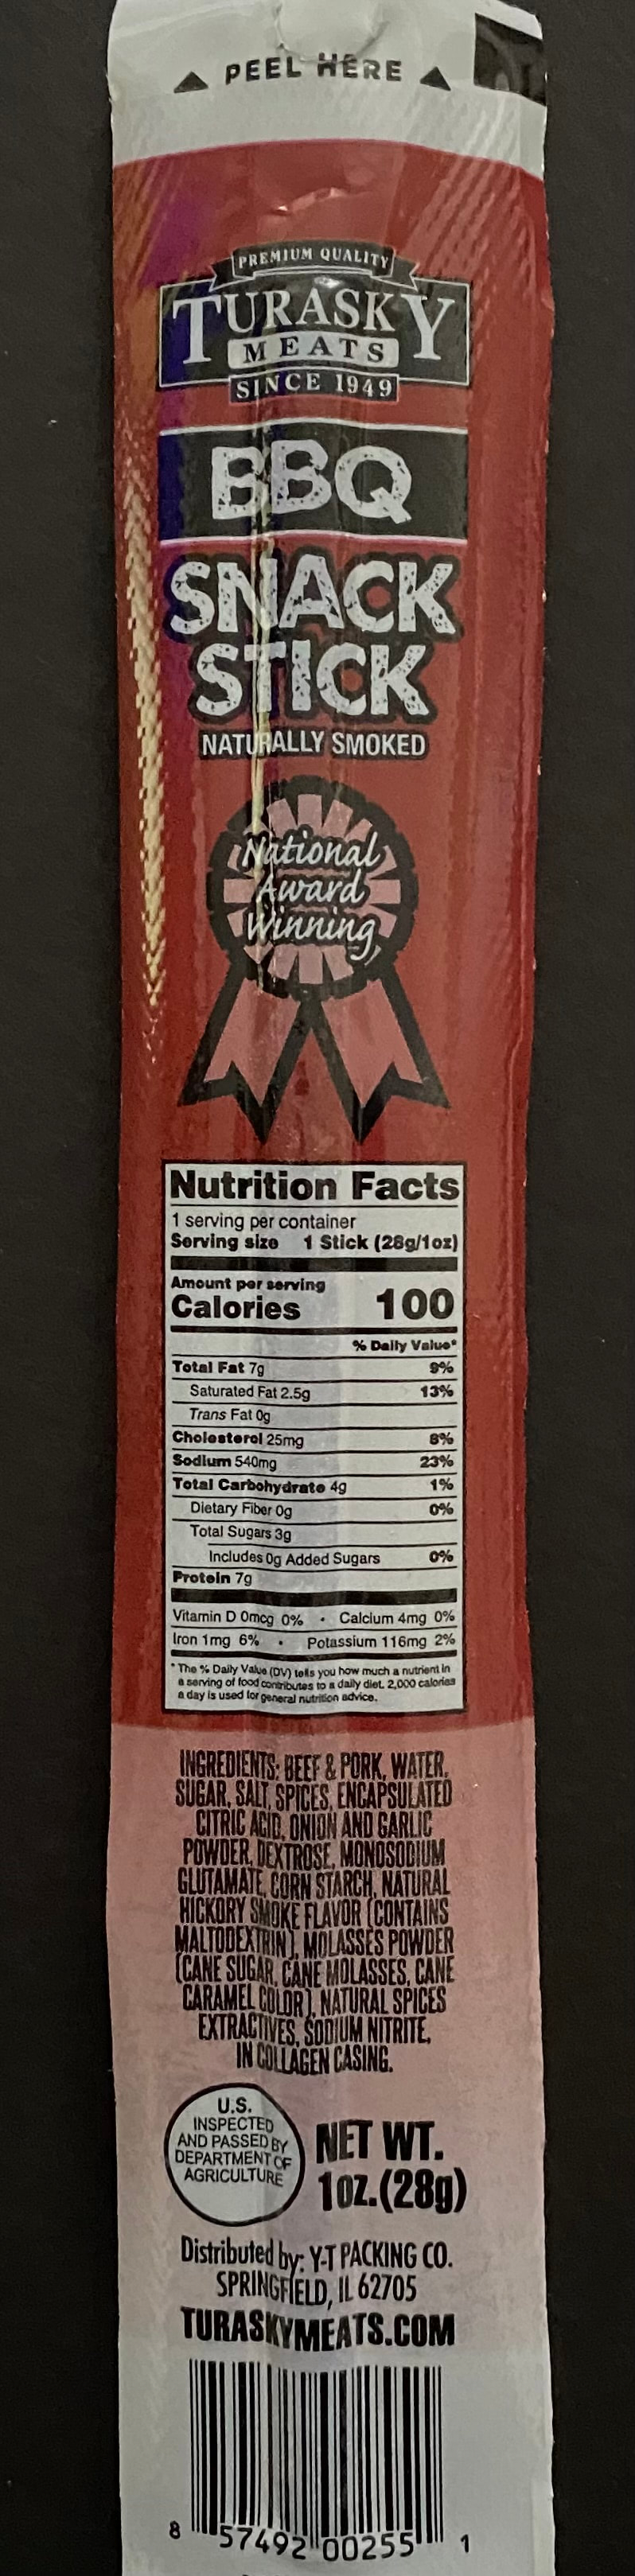 ▲ PEEL HERE ▲
PREMIUM QUALITY
TURASKY
MEATS
SINCE 1949
BBQ
SNACK
STICK
NATURALLY SMOKED
National
Award
Winning
Nutrition Facts
1 serving per container
Serving size 1 Stick (28g/1oz)
Amount per serving
Calories 100
% Daily Value*
Total Fat 7g 9%
Saturated Fat 2.5g 13%
Trans Fat 0g
Cholesterol 25mg 8%
Sodium 540mg 23%
Total Carbohydrate 4g 1%
Dietary Fiber 0g 0%
Total Sugars 3g
Includes 0g Added Sugars 0%
Protein 7g
Vitamin D 0mcg 0% • Calcium 4mg 0%
Iron 1mg 6% • Potassium 116mg 2%
* The % Daily Value (DV) tells you how much a nutrient in
a serving of food contributes to a daily diet. 2,000 calories
a day is used for general nutrition advice.
INGREDIENTS: BEEF & PORK, WATER,
SUGAR, SALT, SPICES, ENCAPSULATED
CITRIC ACID, ONION AND GARLIC
POWDER, DEXTROSE, MONOSODIUM
GLUTAMATE, CORN STARCH, NATURAL
HICKORY SMOKE FLAVOR (CONTAINS
MALTODEXTRIN), MOLASSES POWDER
(CANE SUGAR, CANE MOLASSES, CANE
CARAMEL COLOR), NATURAL SPICES
EXTRACTIVES, SODIUM NITRITE,
IN COLLAGEN CASING.
U.S.
INSPECTED
AND PASSED BY
DEPARTMENT OF
AGRICULTURE
NET WT.
1oz.(28g)
Distributed by: Y-T PACKING CO.
SPRINGFIELD, IL 62705
TURASKYMEATS.COM
8 57492 00255 1